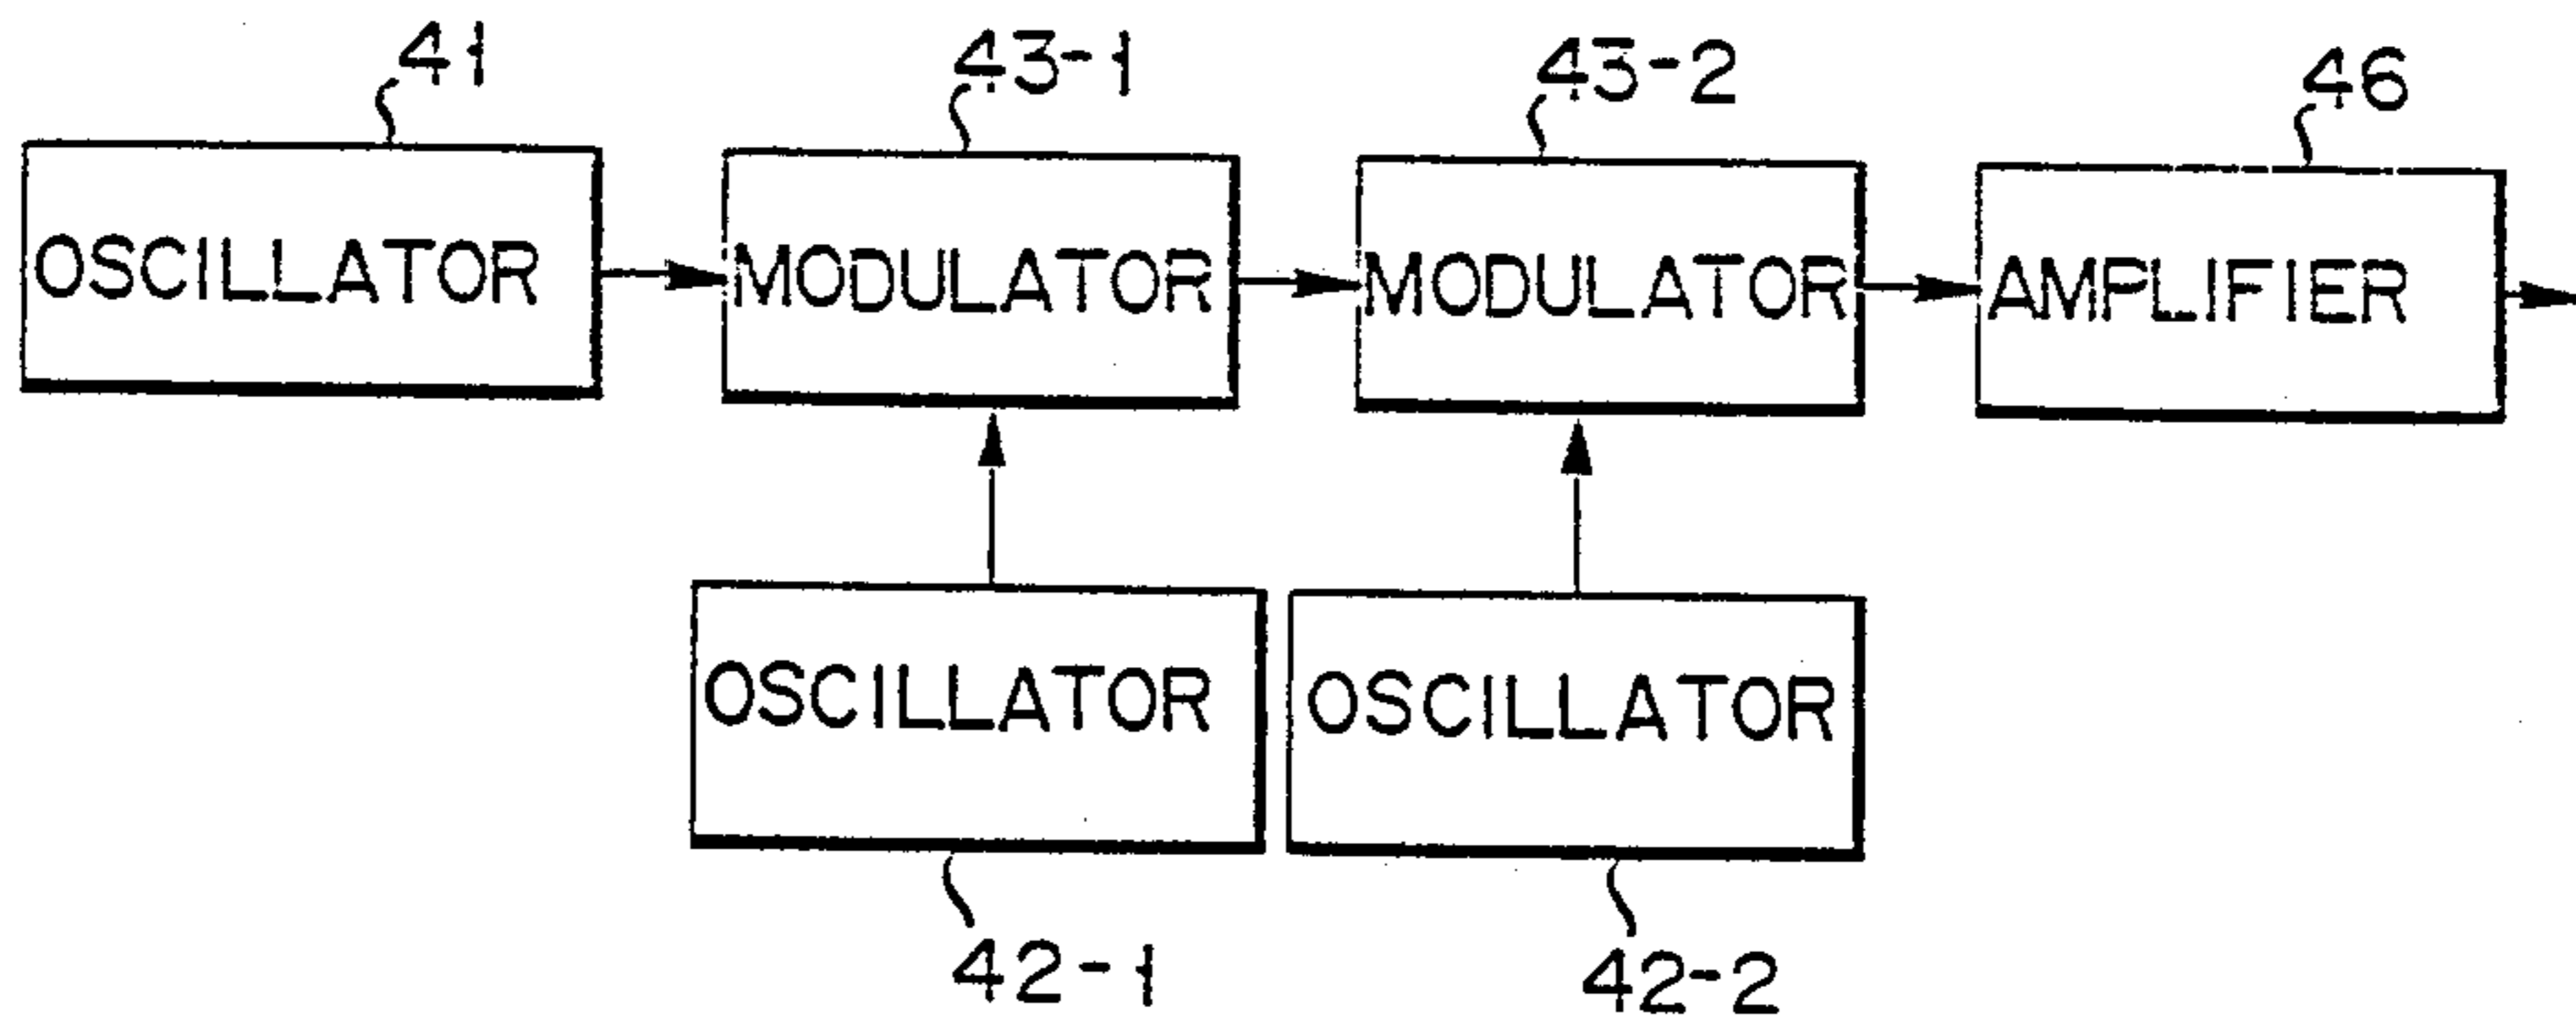 41
43-1
43-2
46
OSCILLATOR
MODULATOR
MODULATOR
AMPLIFIER
OSCILLATOR
OSCILLATOR
42-1
42-2